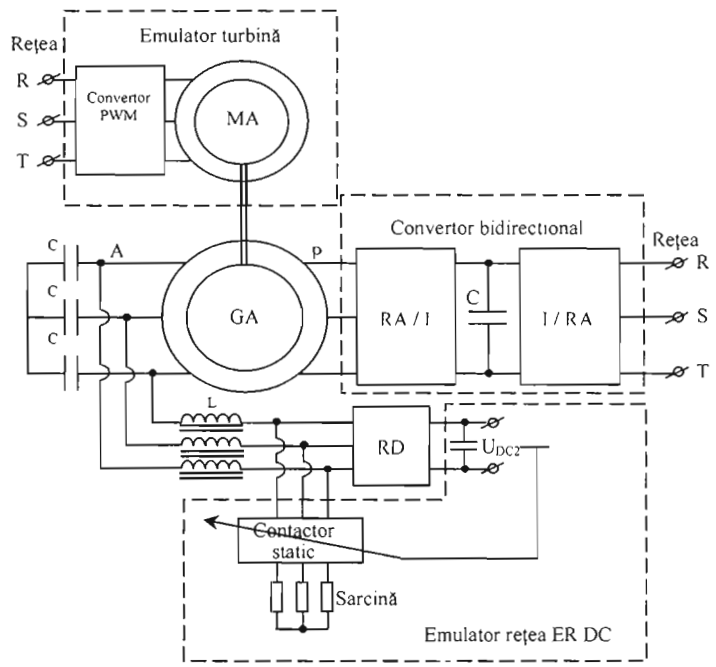 Emulator turbină
Rețea
R
S
T
Convertor
PWM
MA
Convertor bidirectional
Rețea
R
S
T
C
C
C
A
P
GA
RA / I
C
I / RA
L
RD
U_DC2
Contactor
static
Sarcină
Emulator rețea ER DC